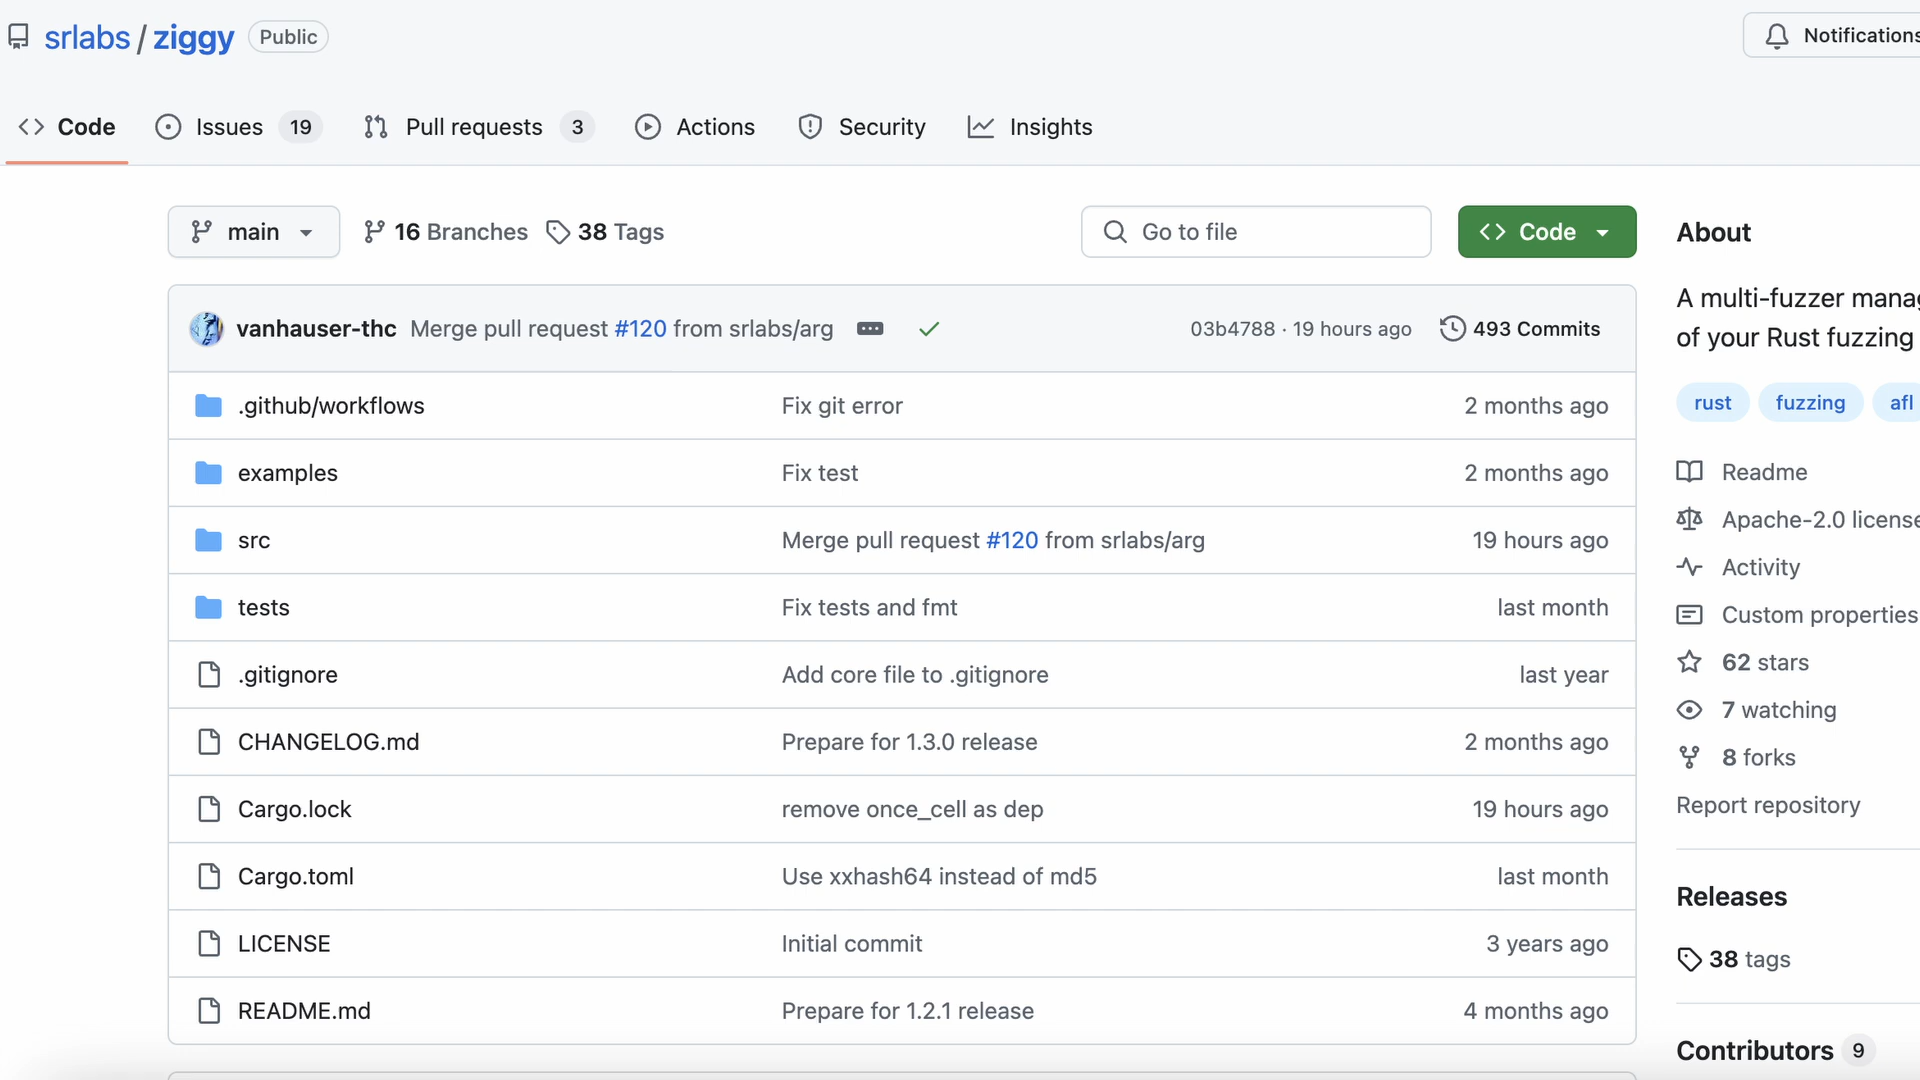 srlabs / ziggy Public Notifications
Code Issues 19 Pull requests 3 Actions Security Insights
main 16 Branches 38 Tags Go to file Code
vanhauser-thc Merge pull request #120 from srlabs/arg 03b4788 · 19 hours ago 493 Commits
.github/workflows Fix git error 2 months ago
examples Fix test 2 months ago
src Merge pull request #120 from srlabs/arg 19 hours ago
tests Fix tests and fmt last month
.gitignore Add core file to .gitignore last year
CHANGELOG.md Prepare for 1.3.0 release 2 months ago
Cargo.lock remove once_cell as dep 19 hours ago
Cargo.toml Use xxhash64 instead of md5 last month
LICENSE Initial commit 3 years ago
README.md Prepare for 1.2.1 release 4 months ago
About
A multi-fuzzer manag
of your Rust fuzzing
rust fuzzing afl
Readme
Apache-2.0 license
Activity
Custom properties
62 stars
7 watching
8 forks
Report repository
Releases
38 tags
Contributors 9